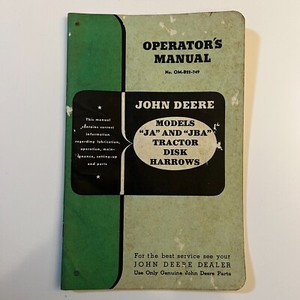 OPERATOR'S
MANUAL
No. OM-B25-749
JOHN DEERE
MODELS
"JA" AND "JBA"
TRACTOR
DISK
HARROWS
This manual
contains correct
information
regarding lubrication,
operation, main-
tenance, setting-up
and parts
For the best service see your
JOHN DEERE DEALER
Use Only Genuine John Deere Parts